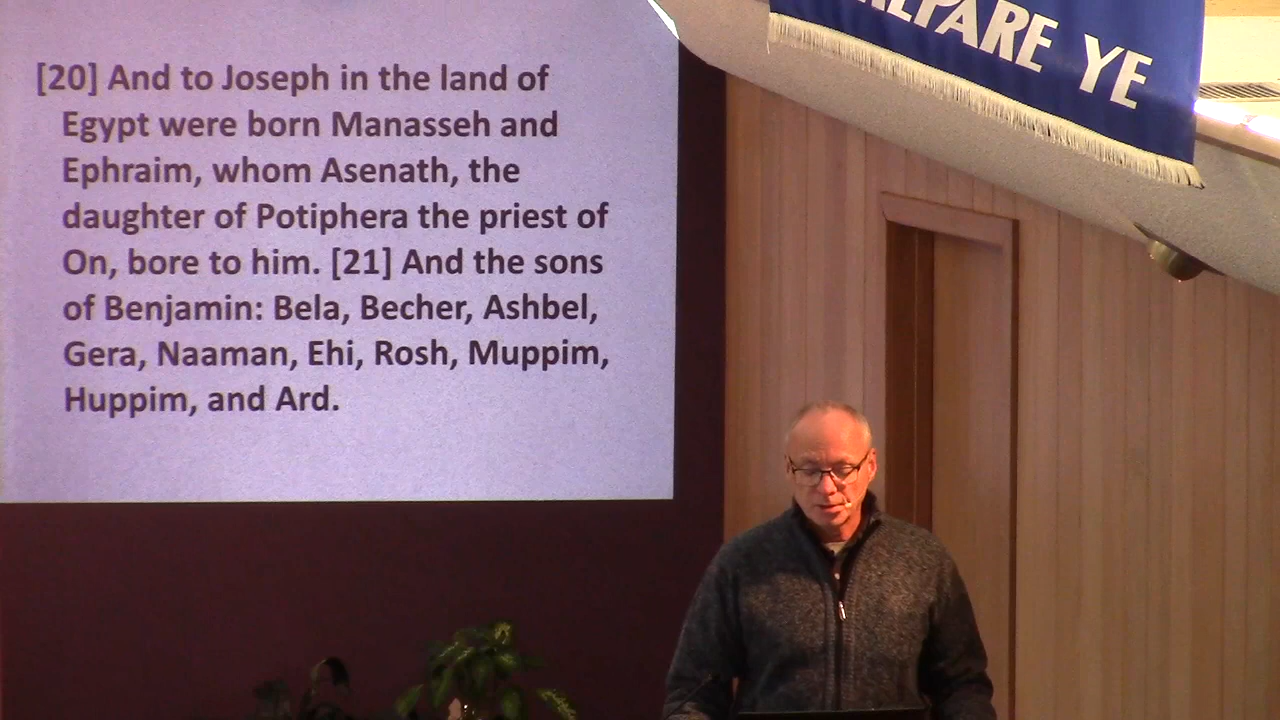 [20] And to Joseph in the land of
Egypt were born Manasseh and
Ephraim, whom Asenath, the
daughter of Potiphera the priest of
On, bore to him. [21] And the sons
of Benjamin: Bela, Becher, Ashbel,
Gera, Naaman, Ehi, Rosh, Muppim,
Huppim, and Ard.
YE